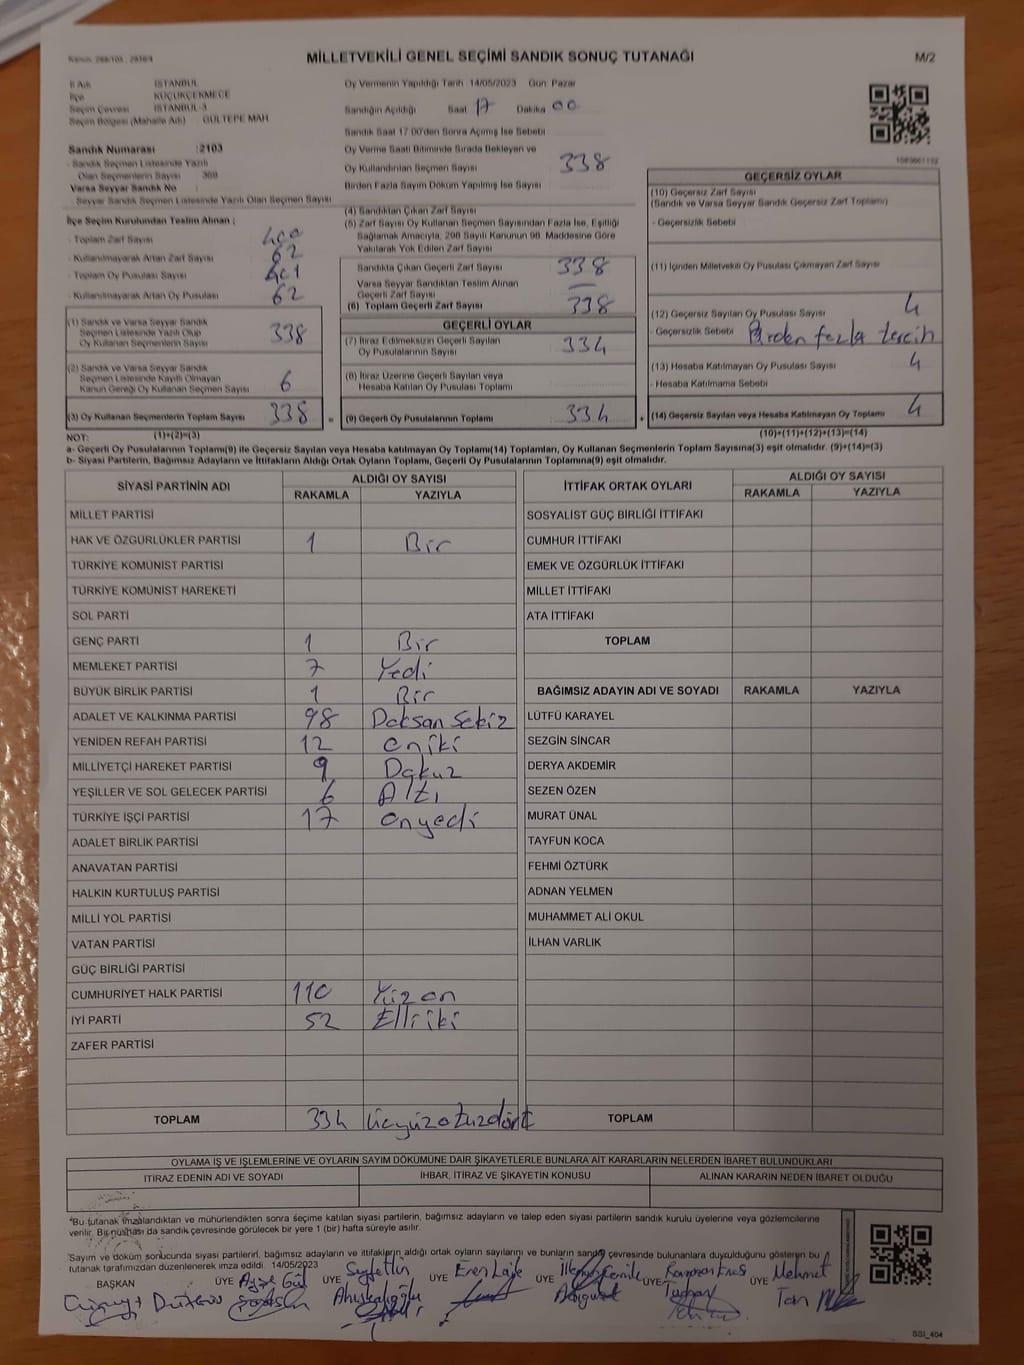 Kanun: 298/105 , 2839/4
MİLLETVEKİLİ GENEL SEÇİMİ SANDIK SONUÇ TUTANAĞI
M/2
İl Adı : İSTANBUL
İlçe : KÜÇÜKÇEKMECE
Seçim Çevresi : İSTANBUL-3
Seçim Bölgesi (Mahalle Adı) : GÜLTEPE MAH.
Sandık Numarası :2103
- Sandık Seçmen Listesinde Yazılı
Olan Seçmenlerin Sayısı : 398
Varsa Seyyar Sandık No :
- Seyyar Sandık Seçmen Listesinde Yazılı Olan Seçmen Sayısı
Oy Vermenin Yapıldığı Tarih 14/05/2023 Gün: Pazar
Sandığın Açıldığı Saat 17 Dakika 00
Sandık Saat 17:00'den Sonra Açılmış İse Sebebi
Oy Verme Saati Bitiminde Sırada Bekleyen ve
Oy Kullandırılan Seçmen Sayısı 338
Birden Fazla Sayım Döküm Yapılmış İse Sayısı
İlçe Seçim Kurulundan Teslim Alınan ;
- Toplam Zarf Sayısı 400
- Kullanılmayarak Artan Zarf Sayısı 62
- Toplam Oy Pusulası Sayısı 401
- Kullanılmayarak Artan Oy Pusulası 62
(4) Sandıktan Çıkan Zarf Sayısı
(5) Zarf Sayısı Oy Kullanan Seçmen Sayısından Fazla İse, Eşitliği
Sağlamak Amacıyla, 298 Sayılı Kanunun 98. Maddesine Göre
Yakılarak Yok Edilen Zarf Sayısı
Sandıkta Çıkan Geçerli Zarf Sayısı 338
Varsa Seyyar Sandıktan Teslim Alınan
Geçerli Zarf Sayısı —
(6) Toplam Geçerli Zarf Sayısı 338
GEÇERSİZ OYLAR
(10) Geçersiz Zarf Sayısı
(Sandık ve Varsa Seyyar Sandık Geçersiz Zarf Toplamı)
- Geçersizlik Sebebi
(11) İçinden Milletvekili Oy Pusulası Çıkmayan Zarf Sayısı
(12) Geçersiz Sayılan Oy Pusulası Sayısı 4
- Geçersizlik Sebebi Birden fazla tercih
(13) Hesaba Katılmayan Oy Pusulası Sayısı 4
- Hesaba Katılmama Sebebi
(14) Geçersiz Sayılan veya Hesaba Katılmayan Oy Toplamı 4
(1) Sandık ve Varsa Seyyar Sandık
Seçmen Listesinde Yazılı Olup
Oy Kullanan Seçmenlerin Sayısı 338
(2) Sandık ve Varsa Seyyar Sandık
Seçmen Listesinde Kayıtlı Olmayan
Kanun Gereği Oy Kullanan Seçmen Sayısı 6
(3) Oy Kullanan Seçmenlerin Toplam Sayısı 338 =
GEÇERLİ OYLAR
(7) İtiraz Edilmeksizin Geçerli Sayılan
Oy Pusulalarının Sayısı 334
(8) İtiraz Üzerine Geçerli Sayılan veya
Hesaba Katılan Oy Pusulası Toplamı
(9) Geçerli Oy Pusulalarının Toplamı 334 +
NOT: (1)+(2)=(3)
(10)+(11)+(12)+(13)=(14)
a- Geçerli Oy Pusulaları Toplamı(9) ile Geçersiz Sayılan veya Hesaba katılmayan Oy Toplamı(14) Toplamları, Oy Kullanan Seçmenlerin Toplam Sayısına(3) eşit olmalıdır. (9)+(14)=(3)
b- Siyasi Partilerin, Bağımsız Adayların ve İttifakların Aldığı Ortak Oyların Toplamı, Geçerli Oy Pusulalarının Toplamına(9) eşit olmalıdır.
SİYASİ PARTİNİN ADI ALDIĞI OY SAYISI
RAKAMLA YAZIYLA
MİLLET PARTİSİ
HAK VE ÖZGÜRLÜKLER PARTİSİ 1 Bir
TÜRKİYE KOMÜNİST PARTİSİ
TÜRKİYE KOMÜNİST HAREKETİ
SOL PARTİ
GENÇ PARTİ 1 Bir
MEMLEKET PARTİSİ 7 Yedi
BÜYÜK BİRLİK PARTİSİ 1 Bir
ADALET VE KALKINMA PARTİSİ 98 Doksan Sekiz
YENİDEN REFAH PARTİSİ 12 oniki
MİLLİYETÇİ HAREKET PARTİSİ 9 Dokuz
YEŞİLLER VE SOL GELECEK PARTİSİ 6 Altı
TÜRKİYE İŞÇİ PARTİSİ 17 onyedi
ADALET BİRLİK PARTİSİ
ANAVATAN PARTİSİ
HALKIN KURTULUŞ PARTİSİ
MİLLİ YOL PARTİSİ
VATAN PARTİSİ
GÜÇ BİRLİĞİ PARTİSİ
CUMHURİYET HALK PARTİSİ 110 Yüz on
İYİ PARTİ 52 Elliiki
ZAFER PARTİSİ
TOPLAM 334 üçyüzotuzdört
İTTİFAK ORTAK OYLARI ALDIĞI OY SAYISI
RAKAMLA YAZIYLA
SOSYALİST GÜÇ BİRLİĞİ İTTİFAKI
CUMHUR İTTİFAKI
EMEK VE ÖZGÜRLÜK İTTİFAKI
MİLLET İTTİFAKI
ATA İTTİFAKI
TOPLAM
BAĞIMSIZ ADAYIN ADI VE SOYADI RAKAMLA YAZIYLA
LÜTFÜ KARAYEL
SEZGİN SİNCAR
DERYA AKDEMİR
SEZEN ÖZEN
MURAT ÜNAL
TAYFUN KOCA
FEHMİ ÖZTÜRK
ADNAN YELMEN
MUHAMMET ALİ OKUL
İLHAN VARLIK
TOPLAM
OYLAMA İŞ VE İŞLEMLERİNE VE OYLARIN SAYIM DÖKÜMÜNE DAİR ŞİKAYETLERLE BUNLARA AİT KARARLARIN NELERDEN İBARET BULUNDUKLARI
İTİRAZ EDENİN ADI VE SOYADI İHBAR, İTİRAZ VE ŞİKAYETİN KONUSU ALINAN KARARIN NEDEN İBARET OLDUĞU
*Bu tutanak imzalandıktan ve mühürlendikten sonra seçime katılan siyasi partilerin, bağımsız adayların ve talep eden siyasi partilerin sandık kurulu üyelerine veya gözlemcilerine
verilir. Bir nüshası da sandık çevresinde görülecek bir yere 1 (bir) hafta süreyle asılır.
Sayım ve döküm sonucunda siyasi partilerin, bağımsız adayların ve ittifakların aldığı ortak oyların sayılarını ve bunların sandık çevresinde bulunanlara duyulduğunu gösteren bu
tutanak tarafımızdan düzenlenerek imza edildi. 14/05/2023
BAŞKAN ÜYE Ayşe Gül ÜYE Seyfetlin ÜYE Eren ÜYE ÜYE ÜYE Mehmet
Tan
SSİ_404